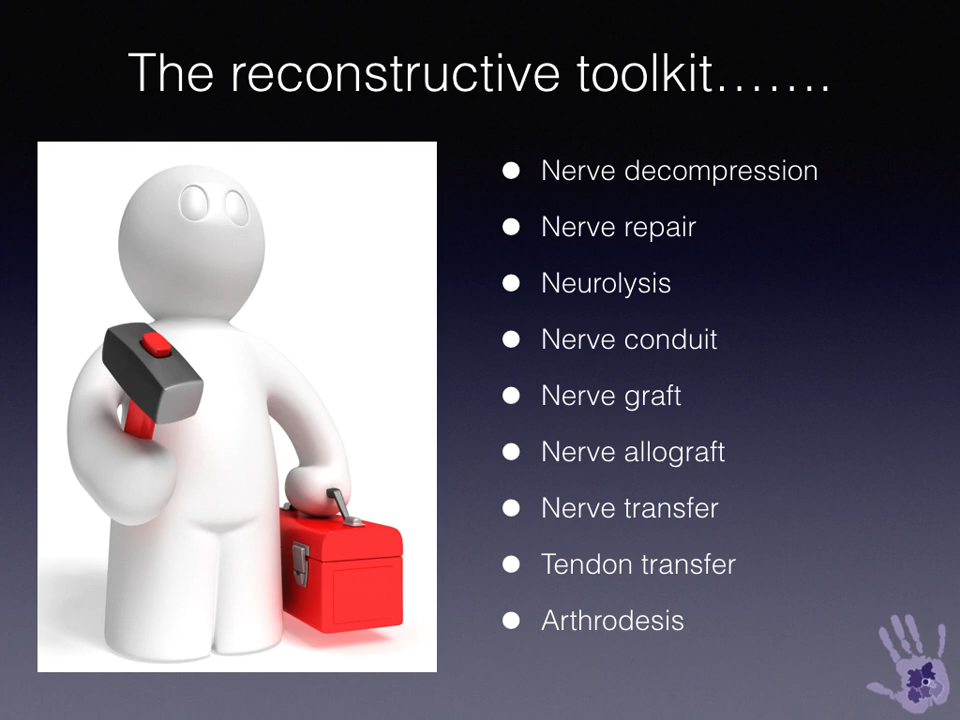 The reconstructive toolkit…….
Nerve decompression
Nerve repair
Neurolysis
Nerve conduit
Nerve graft
Nerve allograft
Nerve transfer
Tendon transfer
Arthrodesis